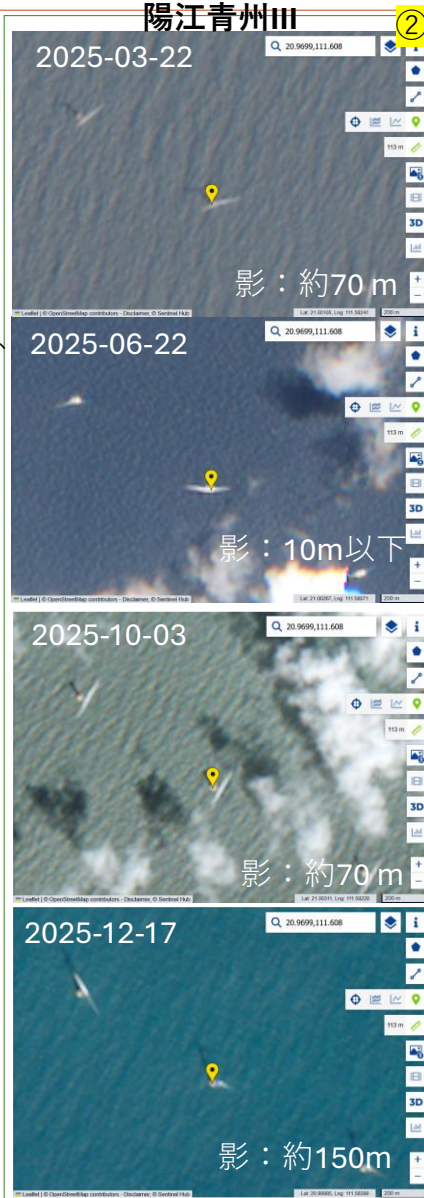 陽江青州III
②
2025-03-22
20.9699,111.608
113 m
3D
影：約70 m
Leaflet | © OpenStreetMap contributors - Disclaimer, © Sentinel Hub
200 m
2025-06-22
20.9699,111.608
113 m
3D
影：10m以下
Leaflet | © OpenStreetMap contributors - Disclaimer, © Sentinel Hub
200 m
2025-10-03
20.9699,111.608
113 m
3D
影：約70 m
Leaflet | © OpenStreetMap contributors - Disclaimer, © Sentinel Hub
200 m
2025-12-17
20.9699,111.608
113 m
3D
影：約150m
Leaflet | © OpenStreetMap contributors - Disclaimer, © Sentinel Hub
200 m